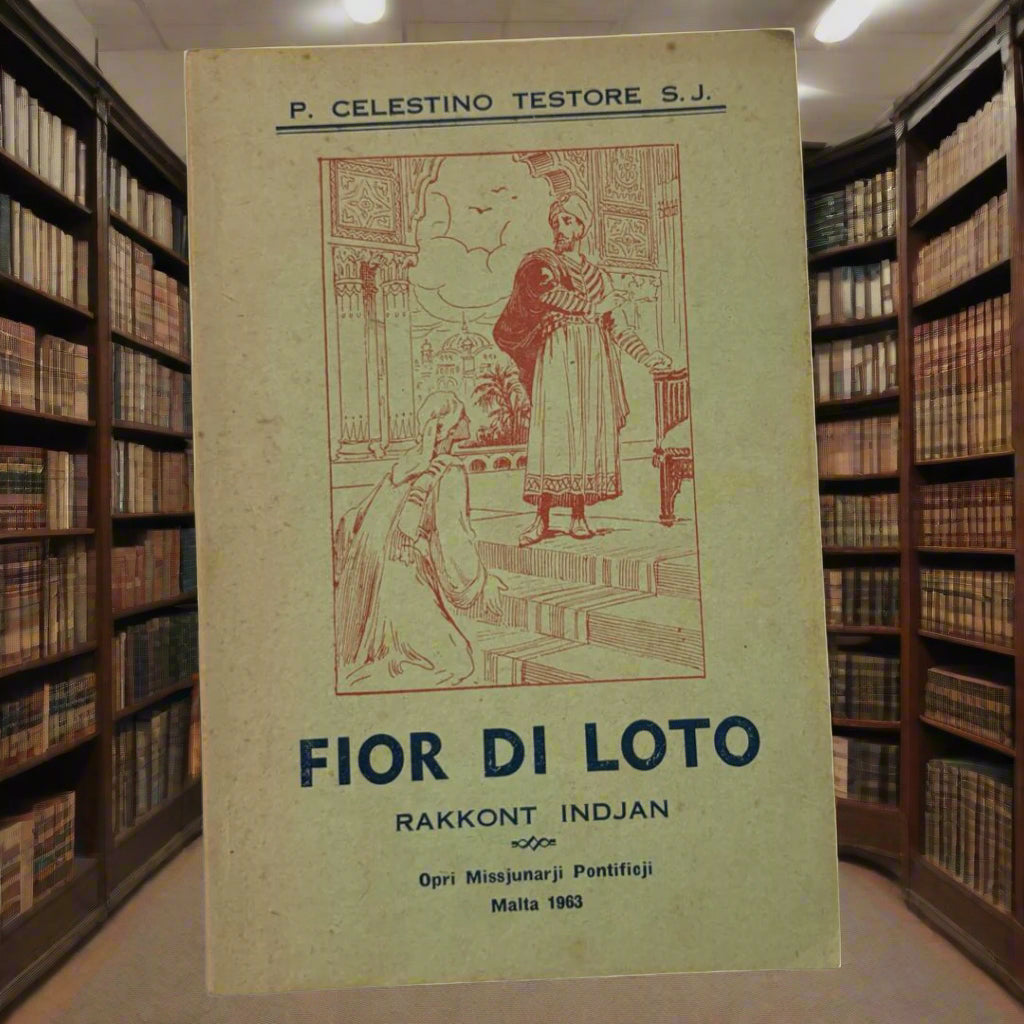 P. CELESTINO TESTORE S.J.
FIOR DI LOTO
RAKKONT INDJAN
Opri Missjunarji Pontificji
Malta 1963